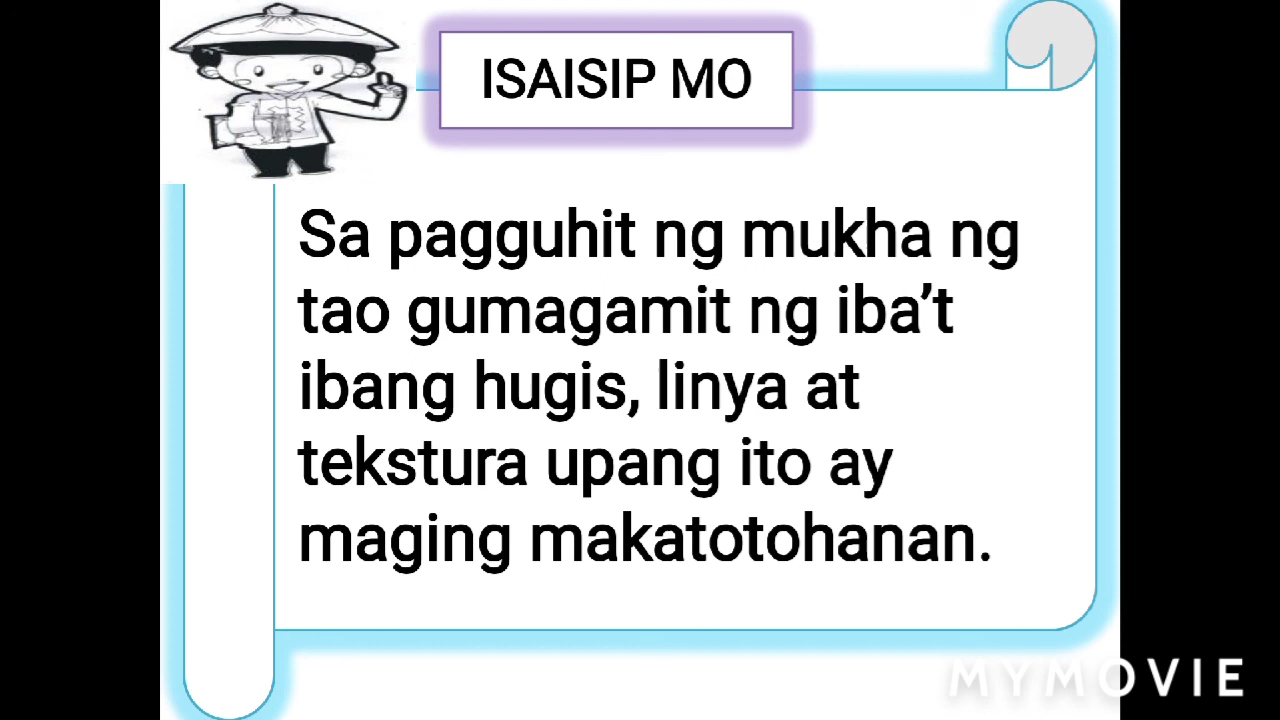 ISAISIP MO
Sa pagguhit ng mukha ng
tao gumagamit ng iba’t
ibang hugis, linya at
tekstura upang ito ay
maging makatotohanan.
MYMOVIE